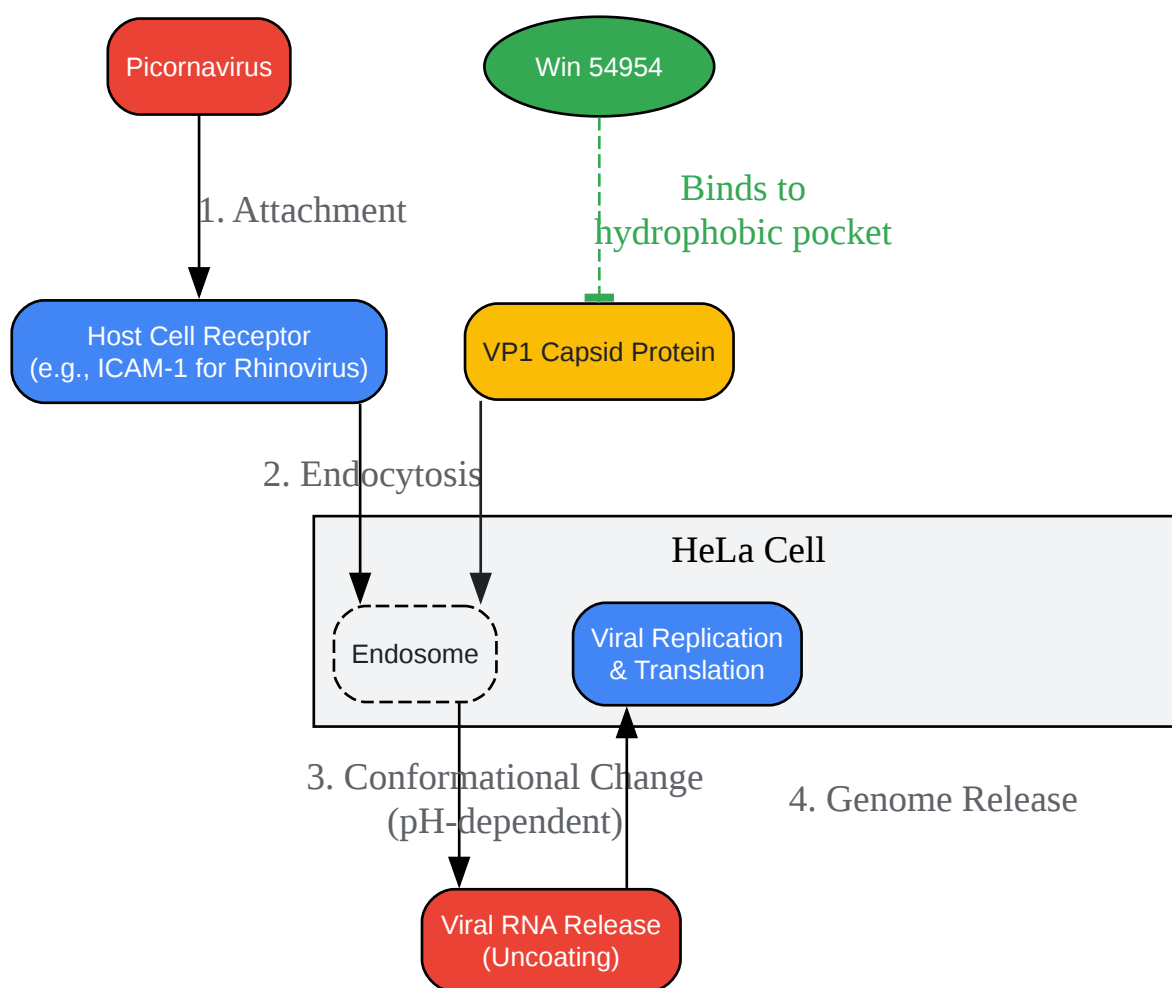 Picornavirus
Win 54954
1. Attachment
Binds to
hydrophobic pocket
Host Cell Receptor
(e.g., ICAM-1 for Rhinovirus)
VP1 Capsid Protein
2. Endocytosis
HeLa Cell
Endosome
Viral Replication
& Translation
3. Conformational Change
(pH-dependent)
4. Genome Release
Viral RNA Release
(Uncoating)